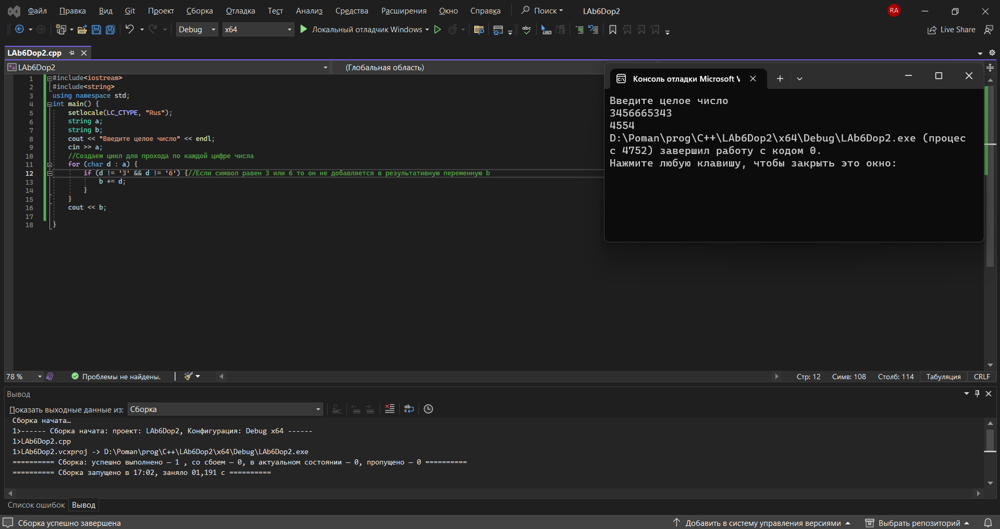 Файл Правка Вид Git Проект Сборка Отладка Тест Анализ Средства Расширения Окно Справка Поиск LAb6Dop2 RA
Debug x64 Локальный отладчик Windows abc Live Share
LAb6Dop2.cpp
LAb6Dop2 (Глобальная область)
1 #include<iostream>
2 #include<string>
3 using namespace std;
4 int main() {
5 setlocale(LC_CTYPE, "Rus");
6 string a;
7 string b;
8 cout << "Введите целое число" << endl;
9 cin >> a;
10 //Создаем цикл для прохода по каждой цифре числа
11 for (char d : a) {
12 if (d != '3' && d != '6') {//Если символ равен 3 или 6 то он не добавляется в результативную переменную b
13 b += d;
14 }
15 }
16 cout << b;
17
18 }
Консоль отладки Microsoft V
Введите целое число
3456665343
4554
D:\Poman\prog\C++\LAb6Dop2\x64\Debug\LAb6Dop2.exe (процес
с 4752) завершил работу с кодом 0.
Нажмите любую клавишу, чтобы закрыть это окно:
78 % Проблемы не найдены. Стр: 12 Симв: 108 Столб: 114 Табуляция CRLF
Вывод
Показать выходные данные из: Сборка
Сборка начата…
1>------ Сборка начата: проект: LAb6Dop2, Конфигурация: Debug x64 ------
1>LAb6Dop2.cpp
1>LAb6Dop2.vcxproj -> D:\Poman\prog\C++\LAb6Dop2\x64\Debug\LAb6Dop2.exe
========== Сборка: успешно выполнено — 1 , со сбоем — 0, в актуальном состоянии — 0, пропущено — 0 ==========
========== Сборка запущено в 17:02, заняло 01,191 с ==========
Список ошибок Вывод
Сборка успешно завершена Добавить в систему управления версиями Выбрать репозиторий